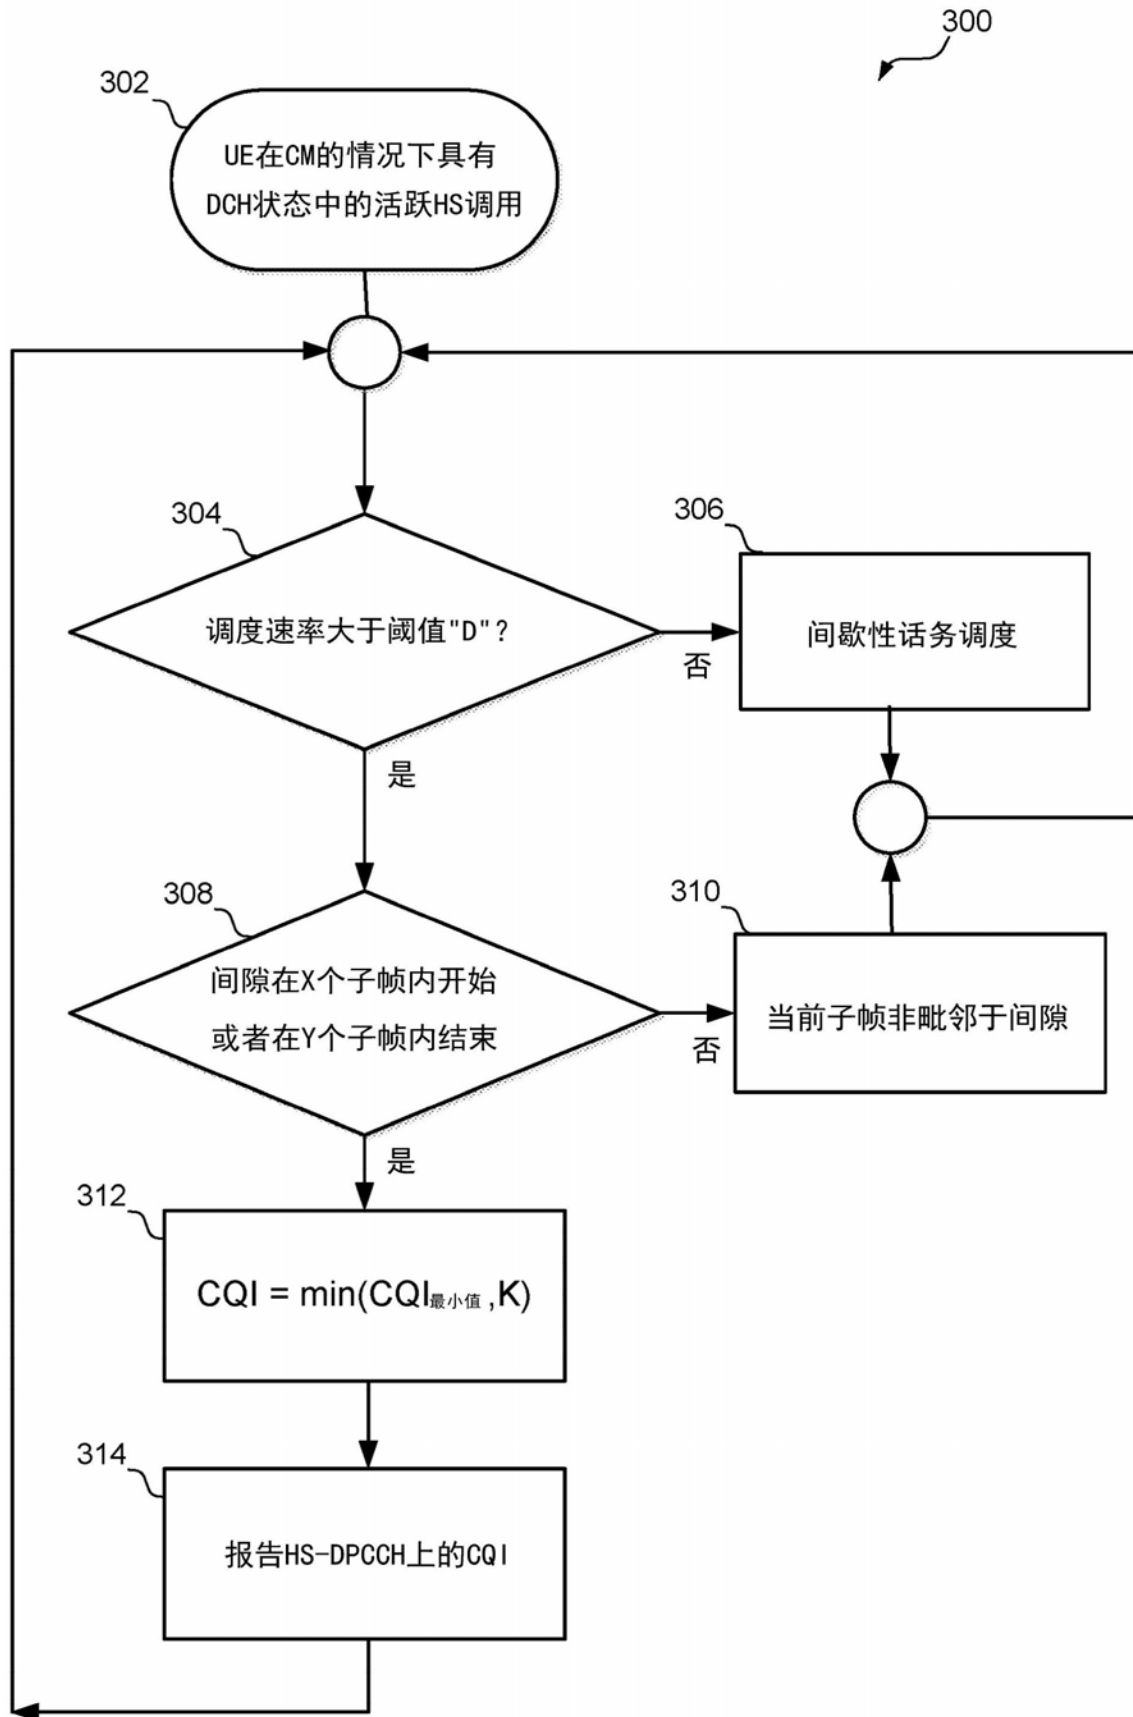 300
302
UE在CM的情况下具有
DCH状态中的活跃HS调用
304
调度速率大于阈值"D"?
否
是
306
间歇性话务调度
308
间隙在X个子帧内开始
或者在Y个子帧内结束
否
是
310
当前子帧非毗邻于间隙
312
CQI = min(CQI最小值,K)
314
报告HS-DPCCH上的CQI